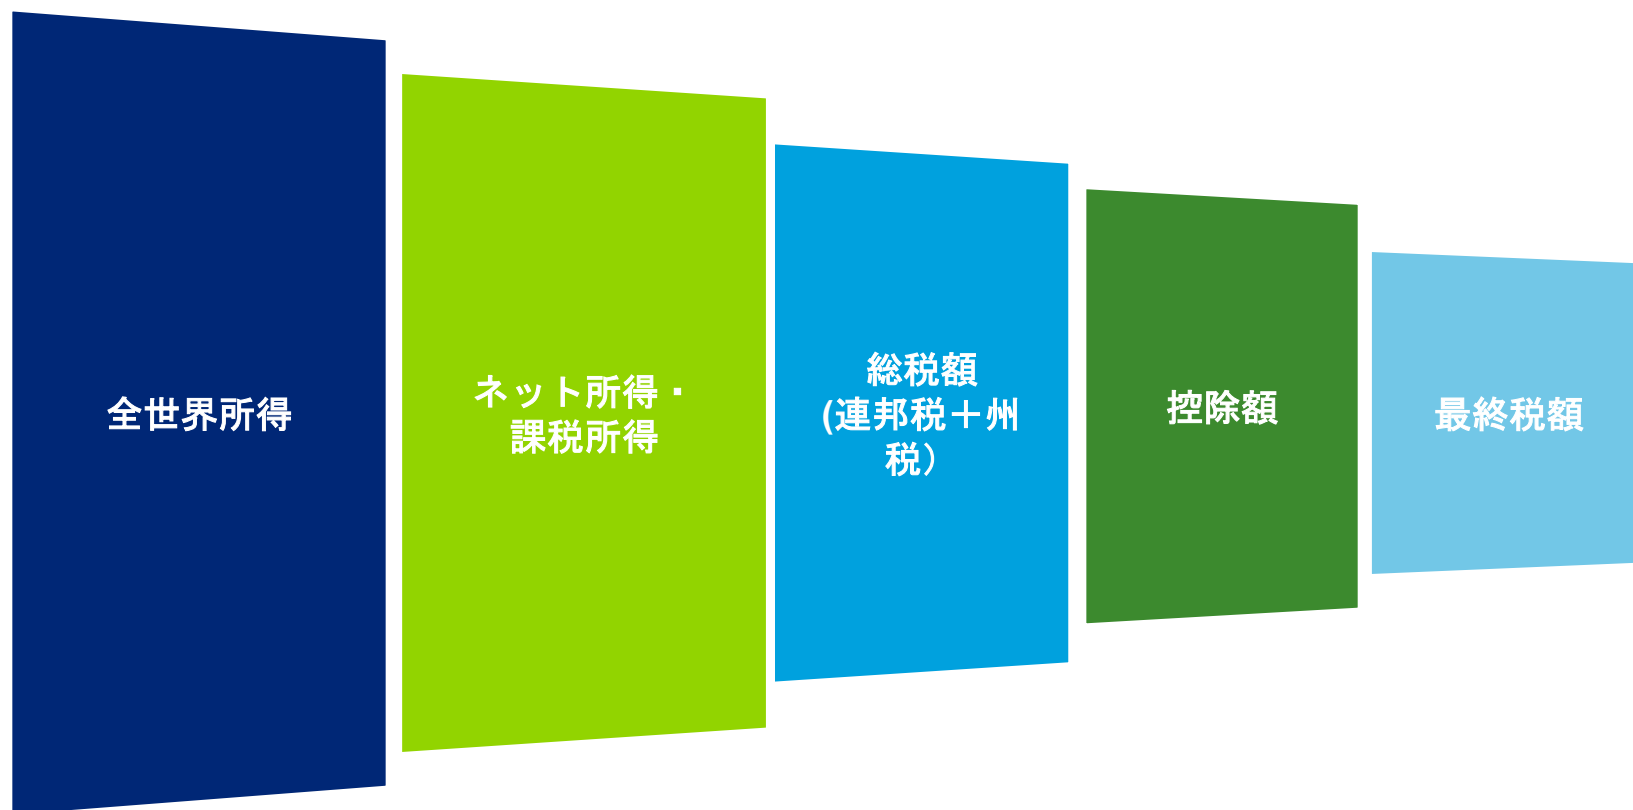 全世界所得
ネット所得・
課税所得
総税額
(連邦税＋州
税）
控除額
最終税額